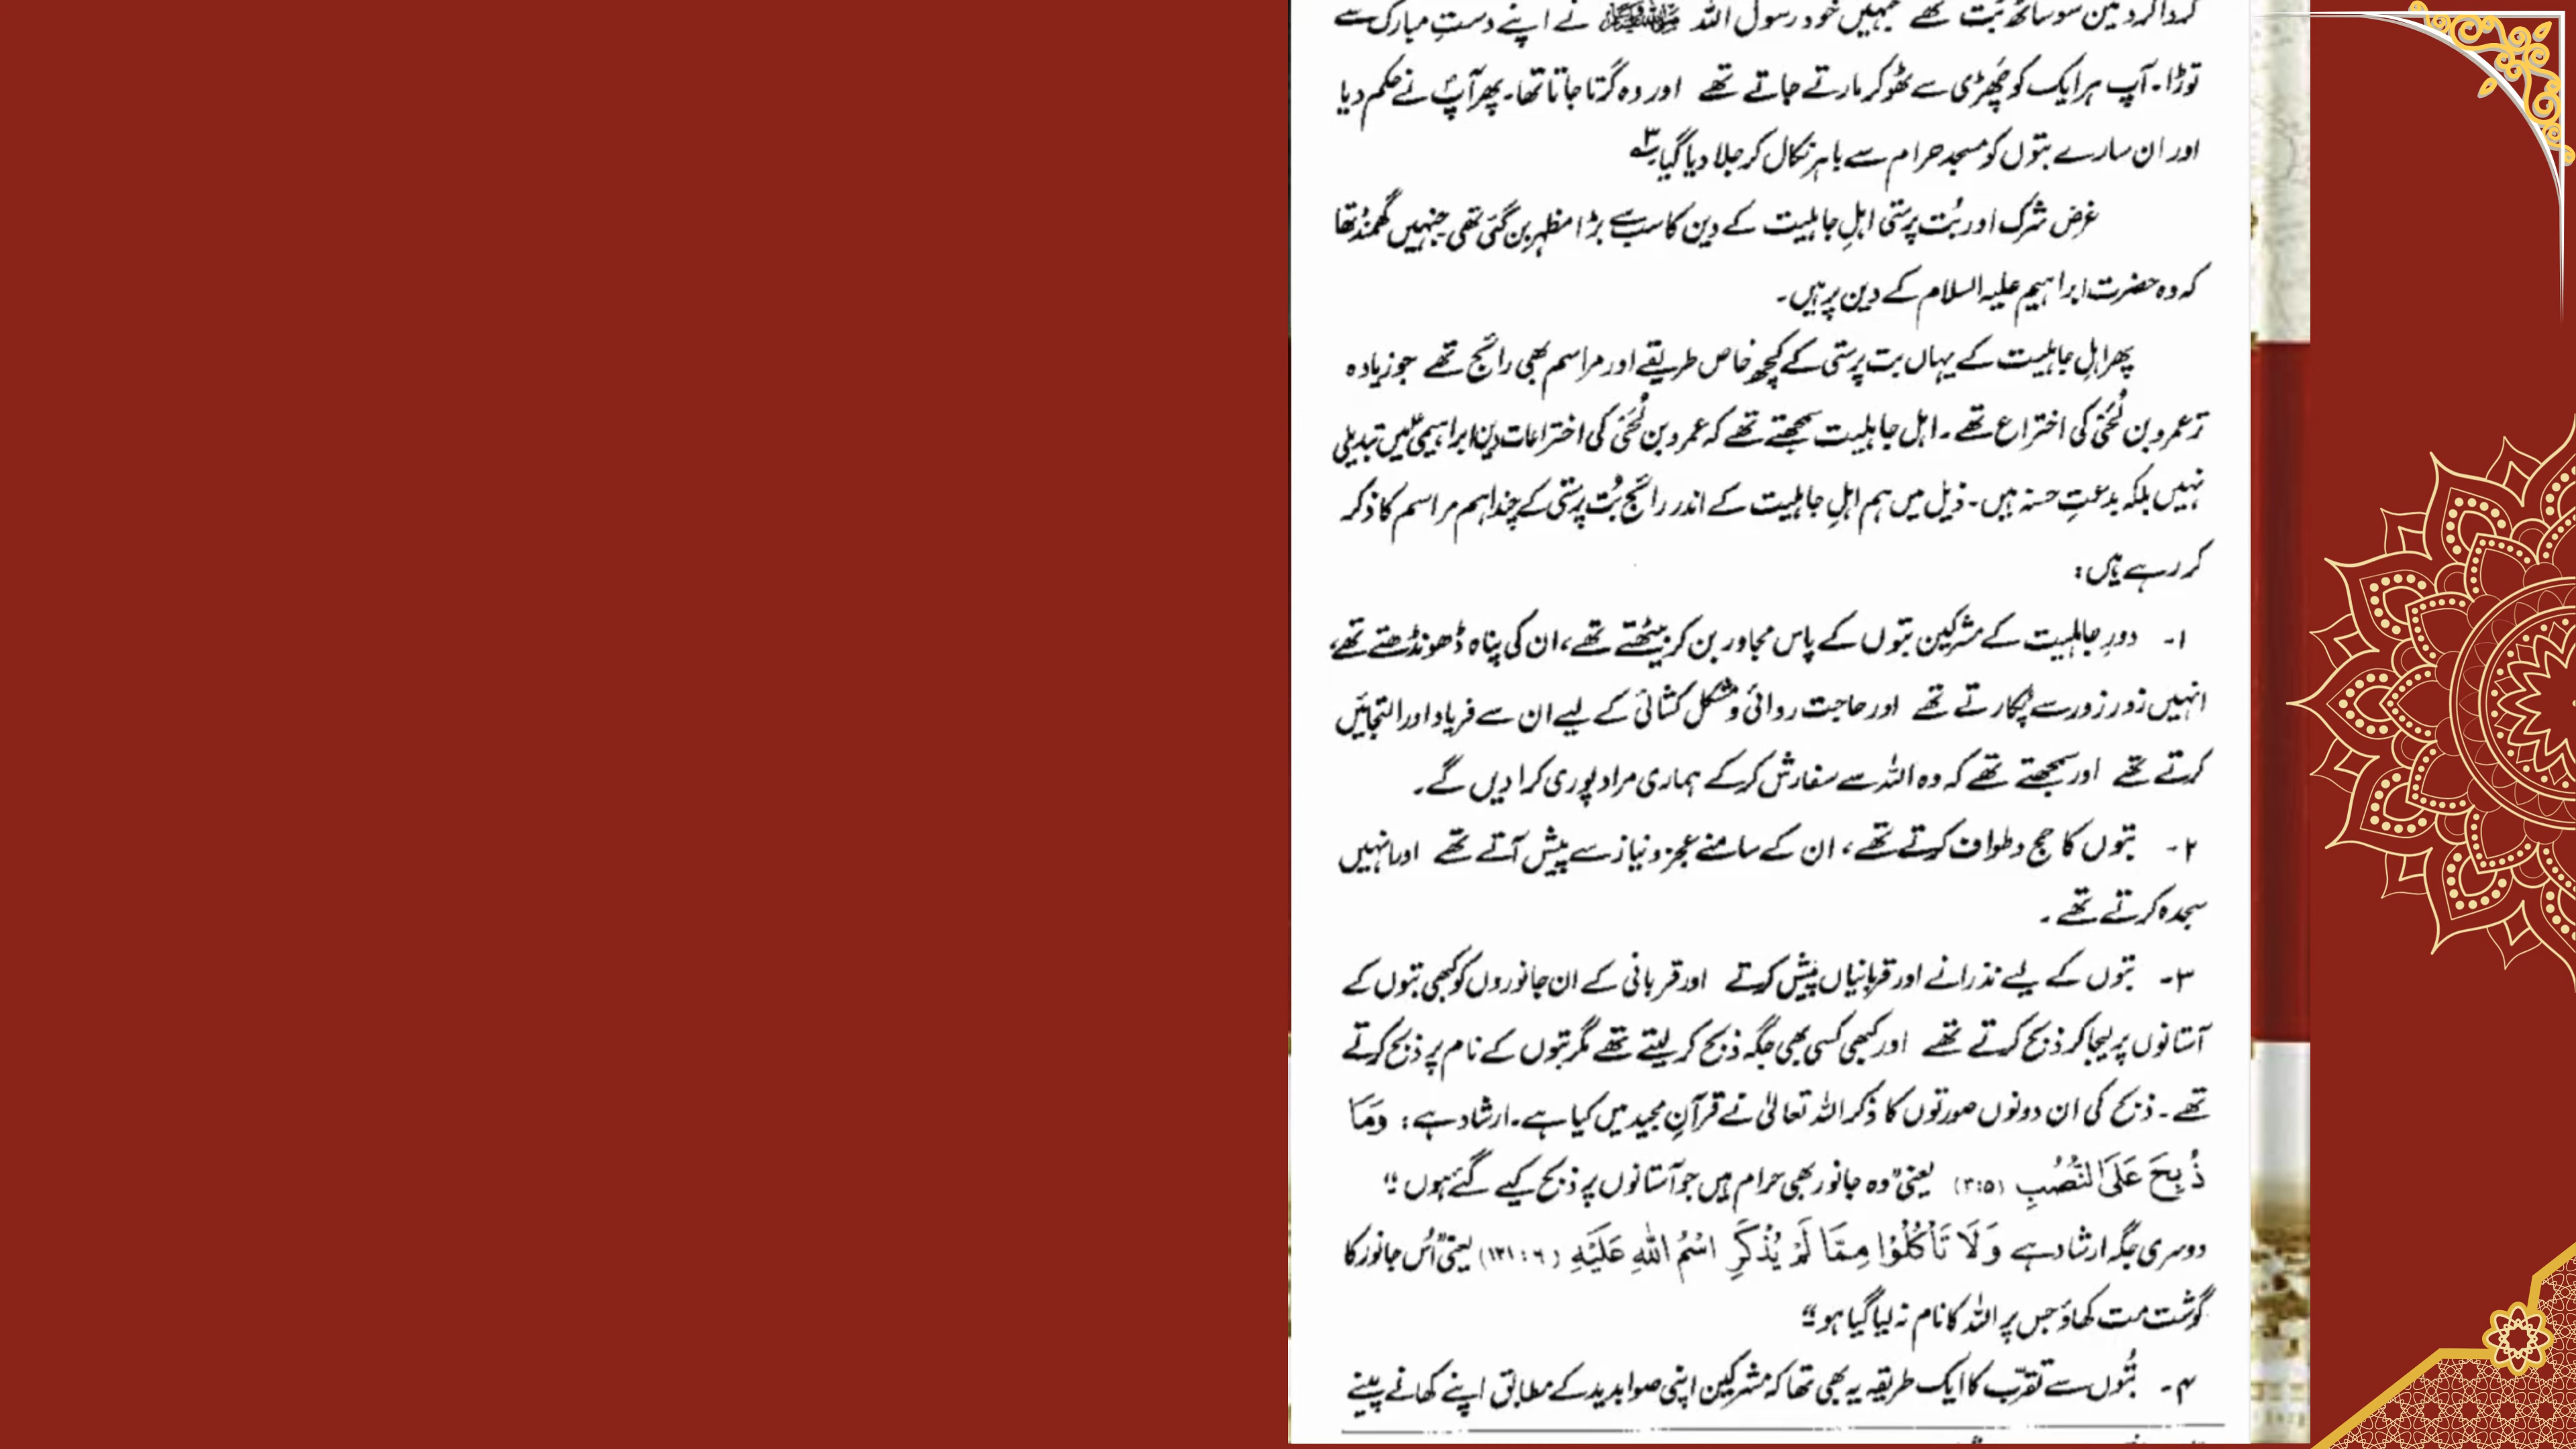 گردا گرد تین سو ساٹھ بُت تھے جنہیں خود رسول اللہ ﷺ نے اپنے دستِ مبارک سے
توڑا۔ آپ ہر ایک کو چھڑی سے ٹھوکر مارتے جاتے تھے اور وہ گرتا جاتا تھا۔ پھر آپؐ نے حکم دیا
اور ان سارے بتوں کو مسجد حرام سے باہر نکال کر جلا دیا گیا۔؂۳
غرض شرک اور بُت پرستی اہلِ جاہلیت کے دین کا سب سے بڑا مظہر بن گئی تھی جنہیں گھمنڈ تھا
کہ وہ حضرت ابراہیم علیہ السلام کے دین پر ہیں۔
پھر اہلِ جاہلیت کے یہاں بت پرستی کے کچھ خاص طریقے اور مراسم بھی رائج تھے جو زیادہ
تر عمرو بن لُحَیّ کی اختراع تھے۔ اہل جاہلیت سمجھتے تھے کہ عمرو بن لُحَیّ کی اختراعات دینِ ابراہیمیؑ میں تبدیلی
نہیں بلکہ بدعتِ حسنہ ہیں۔ ذیل میں ہم اہلِ جاہلیت کے اندر رائج بُت پرستی کے چند اہم مراسم کا ذکر
کر رہے ہیں:
۱۔ دورِ جاہلیت کے مشرکین بتوں کے پاس مجاور بن کر بیٹھتے تھے، ان کی پناہ ڈھونڈھتے تھے،
انہیں زور زور سے پُکارتے تھے اور حاجت روائی و مشکل کشائی کے لیے ان سے فریاد اور التجائیں
کرتے تھے اور سمجھتے تھے کہ وہ اللہ سے سفارش کرکے ہماری مراد پوری کرا دیں گے۔
۲۔ بتوں کا حج و طواف کرتے تھے، ان کے سامنے عجز و نیاز سے پیش آتے تھے اور انہیں
سجدہ کرتے تھے۔
۳۔ بتوں کے لیے نذرانے اور قربانیاں پیش کرتے اور قربانی کے ان جانوروں کو کبھی بتوں کے
آستانوں پر لیجا کر ذبح کرتے تھے اور کبھی کسی بھی جگہ ذبح کر لیتے تھے مگر بتوں کے نام پر ذبح کرتے
تھے۔ ذبح کی ان دونوں صورتوں کا ذکر اللہ تعالیٰ نے قرآنِ مجید میں کیا ہے۔ ارشاد ہے: وَمَا
ذُبِحَ عَلَى النُّصُبِ (۳:۵) یعنی "وہ جانور بھی حرام ہیں جو آستانوں پر ذبح کیے گئے ہوں"
دوسری جگہ ارشاد ہے وَلَا تَأْكُلُوْا مِمَّا لَمْ يُذْكَرِ اسْمُ اللهِ عَلَيْهِ (۶:۱۲۱) یعنی "اُس جانور کا
گوشت مت کھاؤ جس پر اللہ کا نام نہ لیا گیا ہو"
۴۔ بُتوں سے تقرّب کا ایک طریقہ یہ بھی تھا کہ مشرکین اپنی صوابدید کے مطابق اپنے کھانے پینے